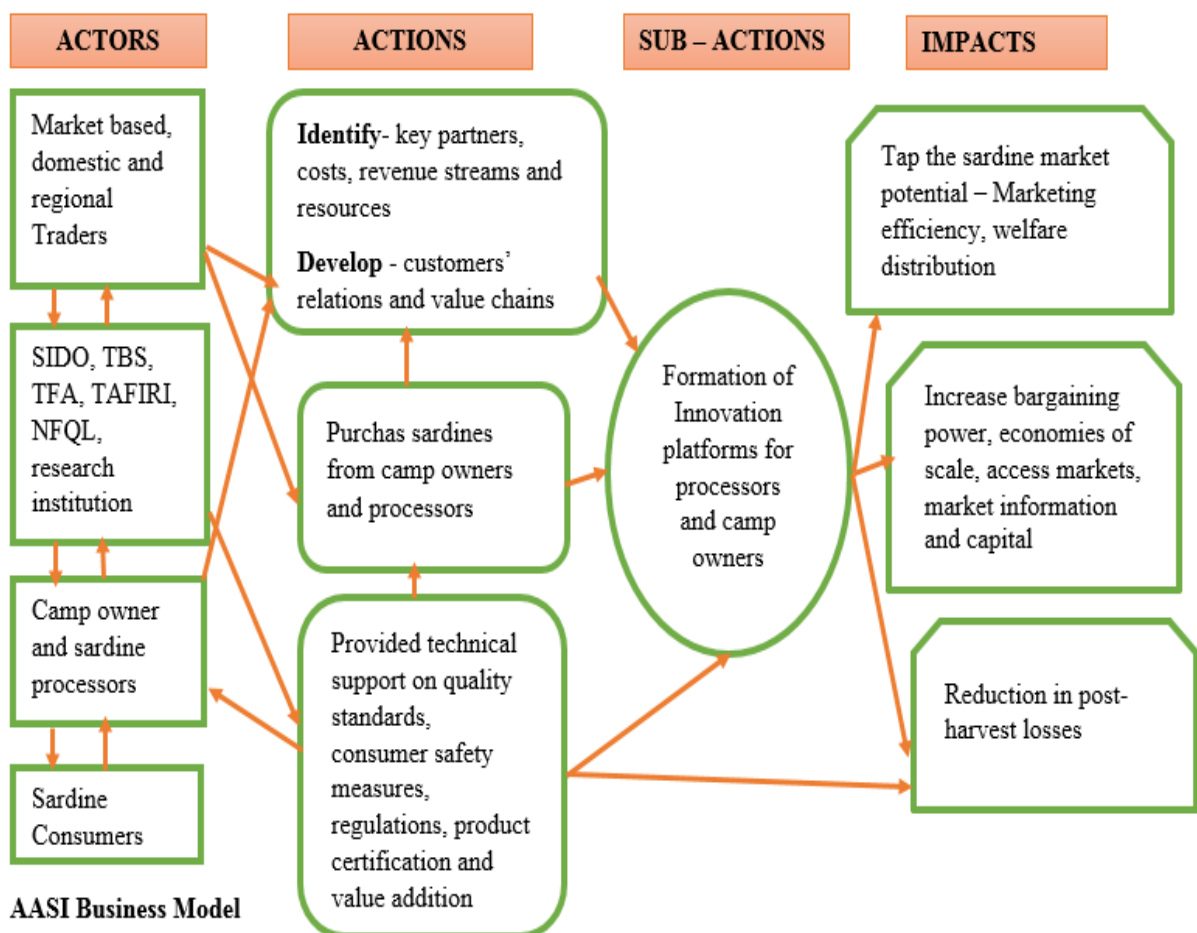 ACTORS
ACTIONS
SUB – ACTIONS
IMPACTS
Market based,
domestic and
regional
Traders
SIDO, TBS,
TFA, TAFIRI,
NFQL,
research
institution
Camp owner
and sardine
processors
Sardine
Consumers
Identify- key partners,
costs, revenue streams and
resources
Develop - customers’
relations and value chains
Purchas sardines
from camp owners
and processors
Provided technical
support on quality
standards,
consumer safety
measures,
regulations, product
certification and
value addition
Formation of
Innovation
platforms for
processors
and camp
owners
Tap the sardine market
potential – Marketing
efficiency, welfare
distribution
Increase bargaining
power, economies of
scale, access markets,
market information
and capital
Reduction in post-
harvest losses
AASI Business Model